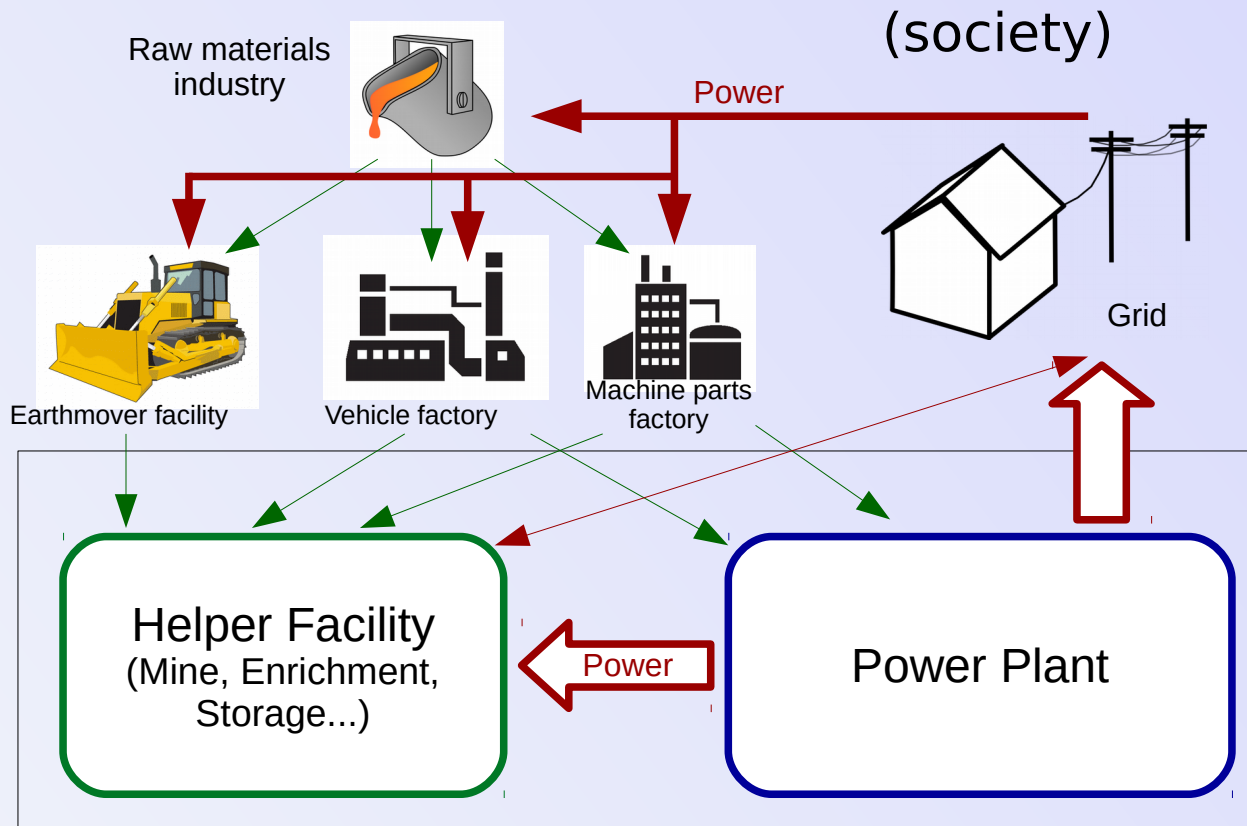 (society)
Raw materials
industry
Power
Grid
Earthmover facility
Vehicle factory
Machine parts
factory
Helper Facility
(Mine, Enrichment,
Storage...)
Power
Power Plant